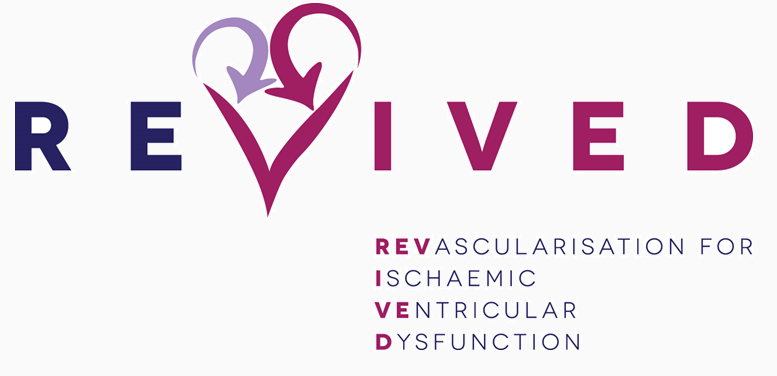 REVIVED
REVASCULARISATION FOR
ISCHAEMIC
VENTRICULAR
DYSFUNCTION